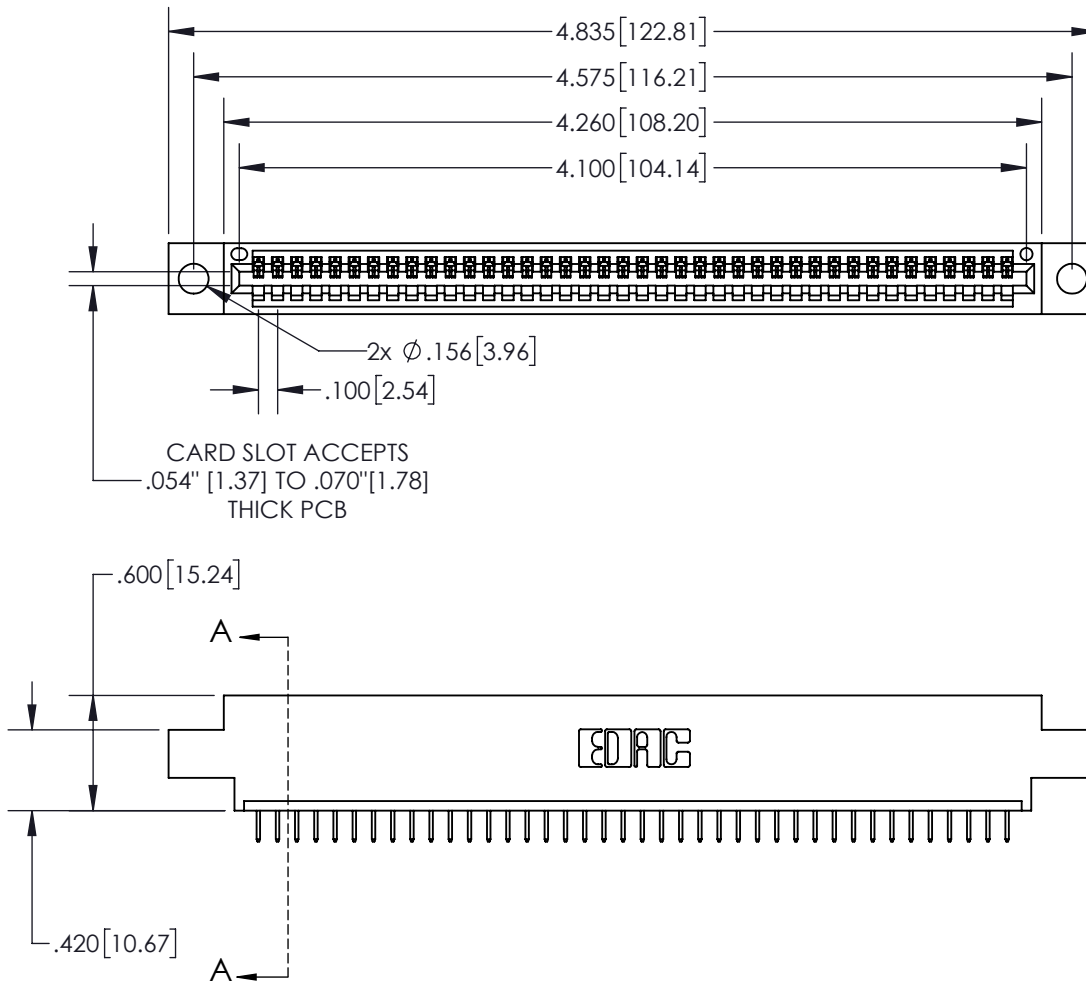 4.835[122.81]
4.575[116.21]
4.260[108.20]
4.100[104.14]
2x Ø.156[3.96]
.100[2.54]
CARD SLOT ACCEPTS
.054" [1.37] TO .070"[1.78]
THICK PCB
.600[15.24]
A
EDAC
.420[10.67]
A